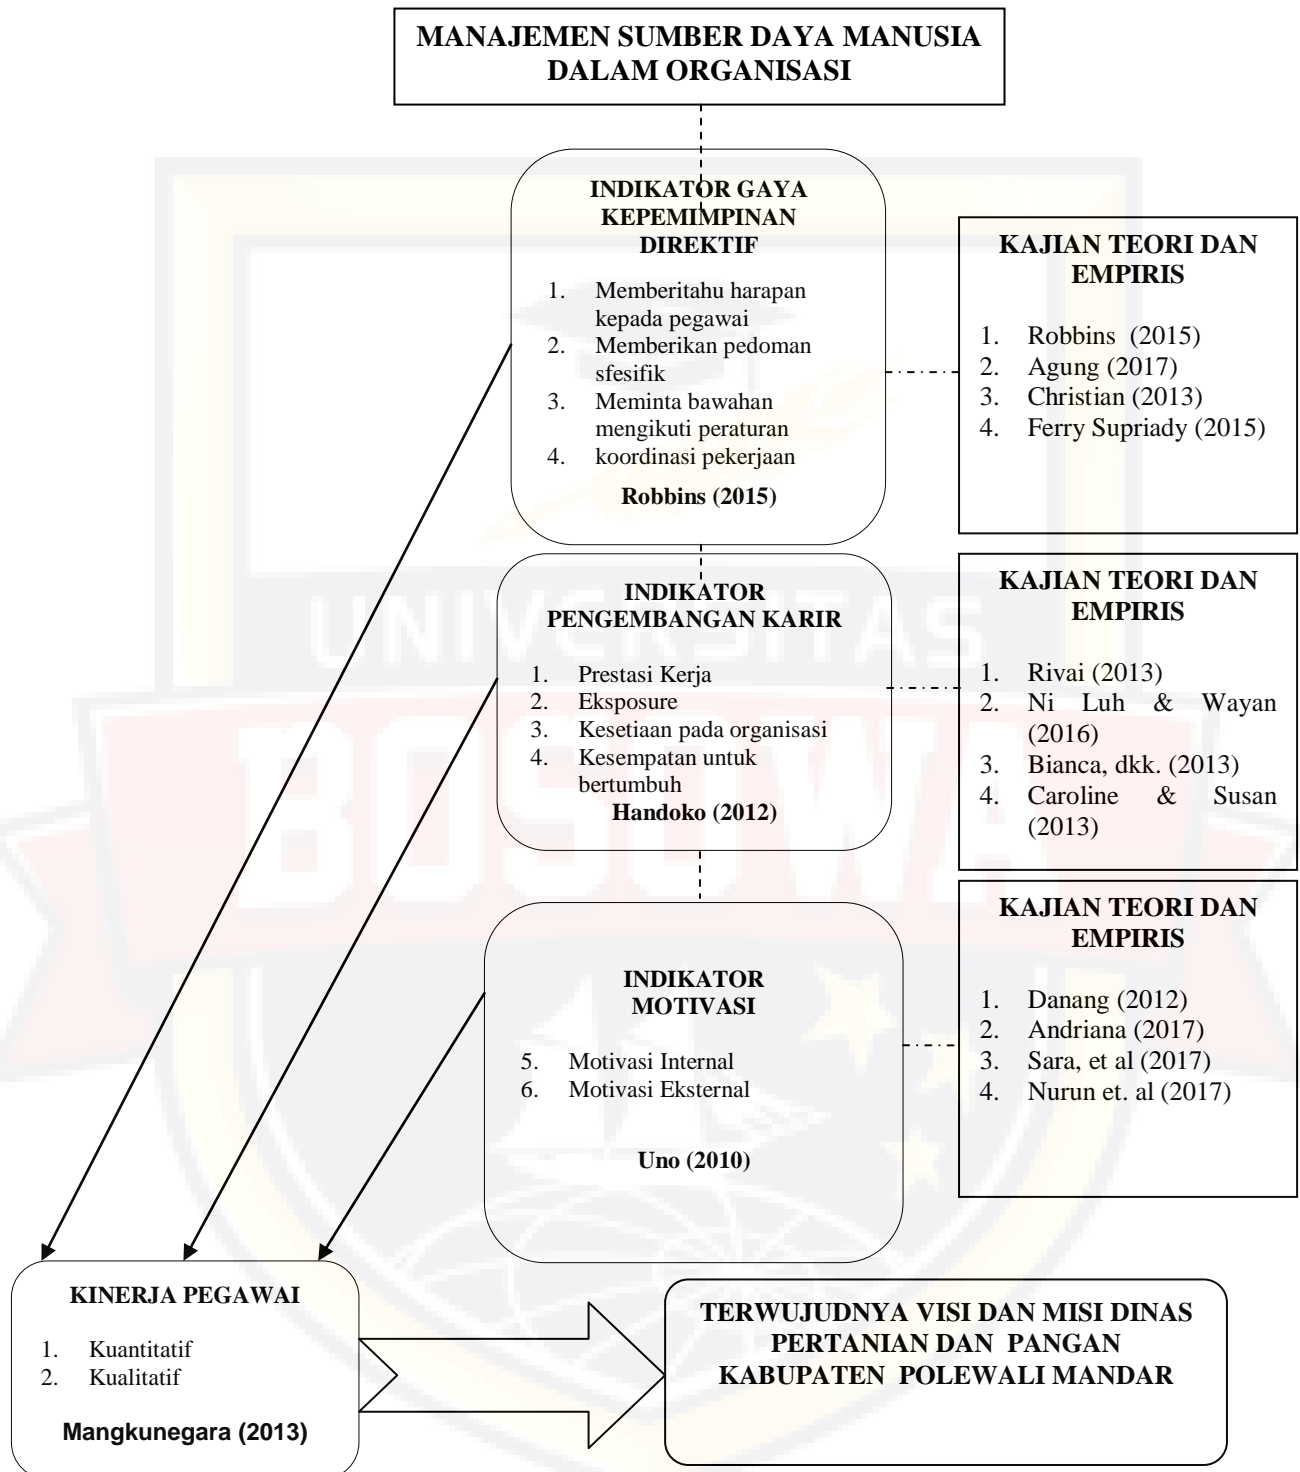 MANAJEMEN SUMBER DAYA MANUSIA
DALAM ORGANISASI
INDIKATOR GAYA
KEPEMIMPINAN
DIREKTIF
1. Memberitahu harapan
kepada pegawai
2. Memberikan pedoman
sfesifik
3. Meminta bawahan
mengikuti peraturan
4. koordinasi pekerjaan
Robbins (2015)
KAJIAN TEORI DAN
EMPIRIS
1. Robbins (2015)
2. Agung (2017)
3. Christian (2013)
4. Ferry Supriady (2015)
INDIKATOR
PENGEMBANGAN KARIR
1. Prestasi Kerja
2. Eksposure
3. Kesetiaan pada organisasi
4. Kesempatan untuk
bertumbuh
Handoko (2012)
KAJIAN TEORI DAN
EMPIRIS
1. Rivai (2013)
2. Ni Luh & Wayan
(2016)
3. Bianca, dkk. (2013)
4. Caroline & Susan
(2013)
INDIKATOR
MOTIVASI
5. Motivasi Internal
6. Motivasi Eksternal
Uno (2010)
KAJIAN TEORI DAN
EMPIRIS
1. Danang (2012)
2. Andriana (2017)
3. Sara, et al (2017)
4. Nurun et. al (2017)
KINERJA PEGAWAI
1. Kuantitatif
2. Kualitatif
Mangkunegara (2013)
TERWUJUDNYA VISI DAN MISI DINAS
PERTANIAN DAN PANGAN
KABUPATEN POLEWALI MANDAR
UNIVERSITAS
BOSOWA